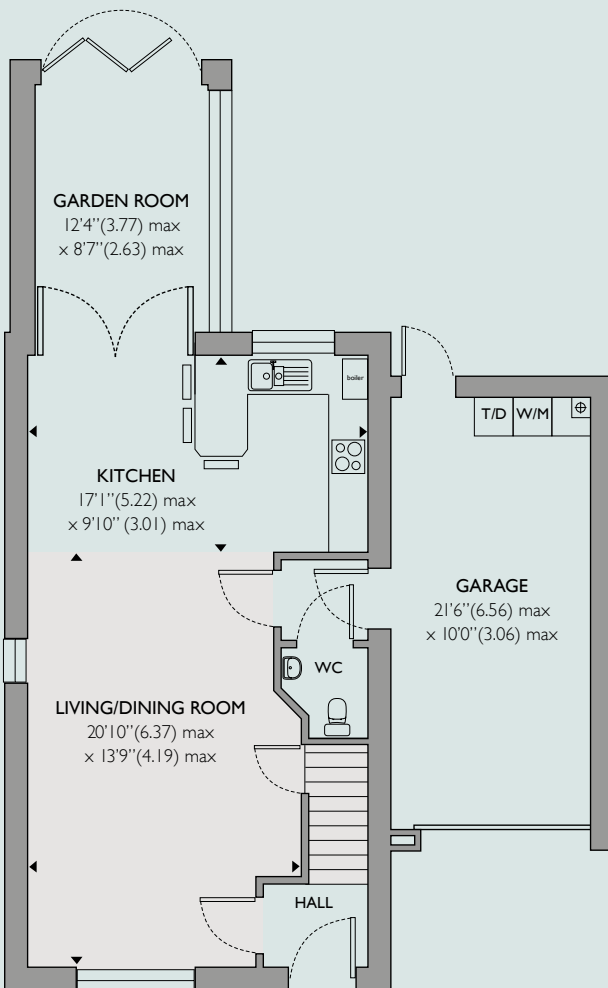 GARDEN ROOM
12'4"(3.77) max
x 8'7"(2.63) max
boiler
T/D W/M
KITCHEN
17'1"(5.22) max
x 9'10" (3.01) max
GARAGE
21'6"(6.56) max
x 10'0"(3.06) max
WC
LIVING/DINING ROOM
20'10"(6.37) max
x 13'9"(4.19) max
HALL